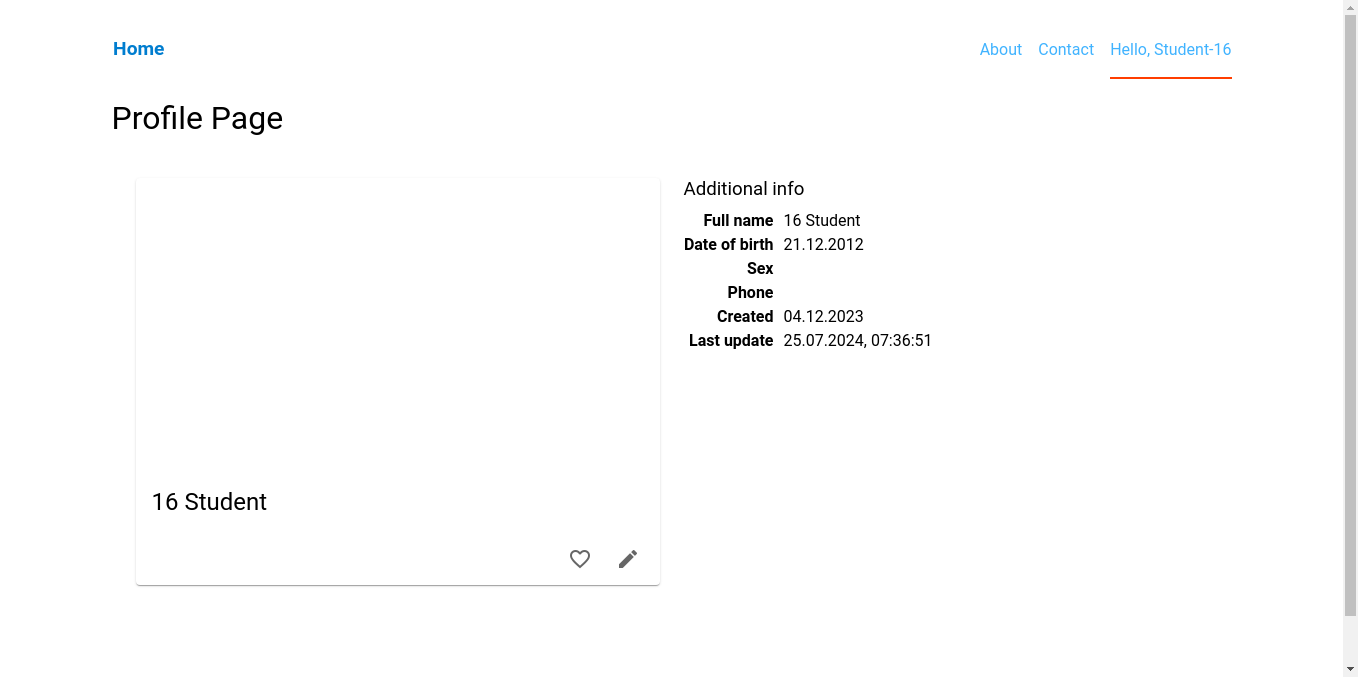 Home
About Contact Hello, Student-16
Profile Page
Additional info
Full name 16 Student
Date of birth 21.12.2012
Sex
Phone
Created 04.12.2023
Last update 25.07.2024, 07:36:51
16 Student